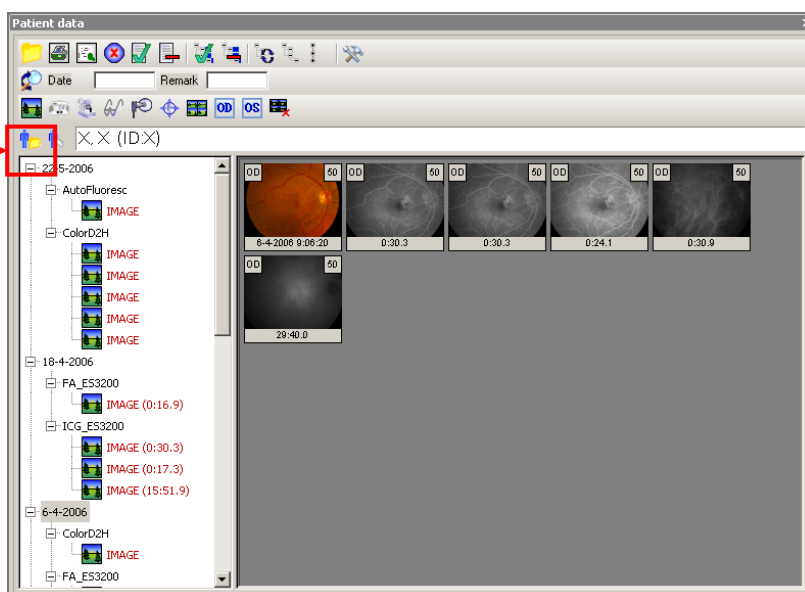 Patient data
Date Remark
OD OS
X, X (ID:X)
22-5-2006
AutoFluoresc
IMAGE
ColorD2H
IMAGE
IMAGE
IMAGE
IMAGE
IMAGE
18-4-2006
FA_ES3200
IMAGE (0:16.9)
ICG_ES3200
IMAGE (0:30.3)
IMAGE (0:17.3)
IMAGE (15:51.9)
6-4-2006
ColorD2H
IMAGE
FA_ES3200
OD 50 OD 50 OD 50 OD 50 OD 50
6-4-2006 9:06:20 0:30.3 0:30.3 0:24.1 0:30.9
OD 50
29:40.0